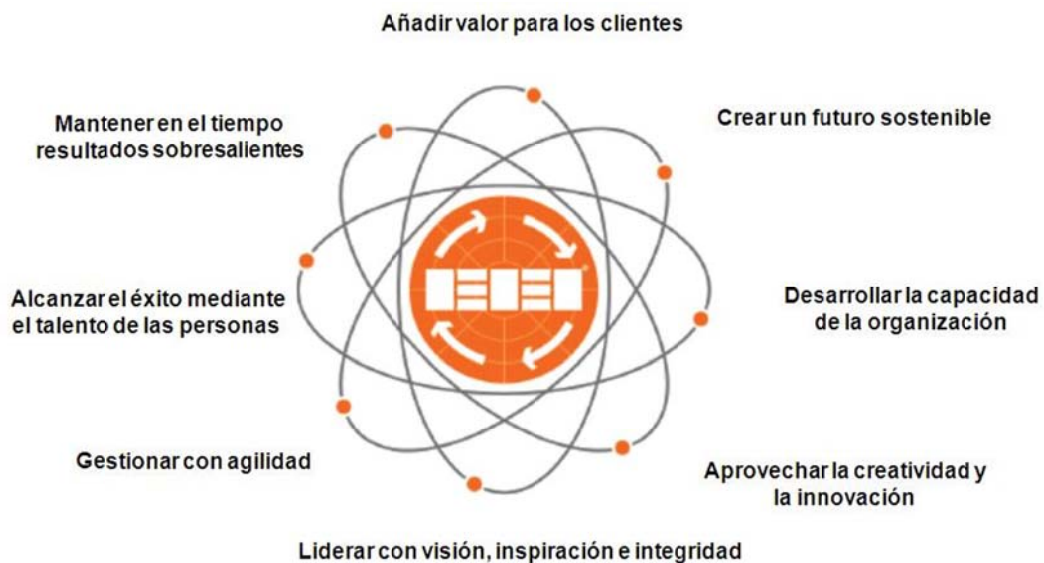 Añadir valor para los clientes
Crear un futuro sostenible
Desarrollar la capacidad
de la organización
Aprovechar la creatividad y
la innovación
Liderar con visión, inspiración e integridad
Gestionar con agilidad
Alcanzar el éxito mediante
el talento de las personas
Mantener en el tiempo
resultados sobresalientes